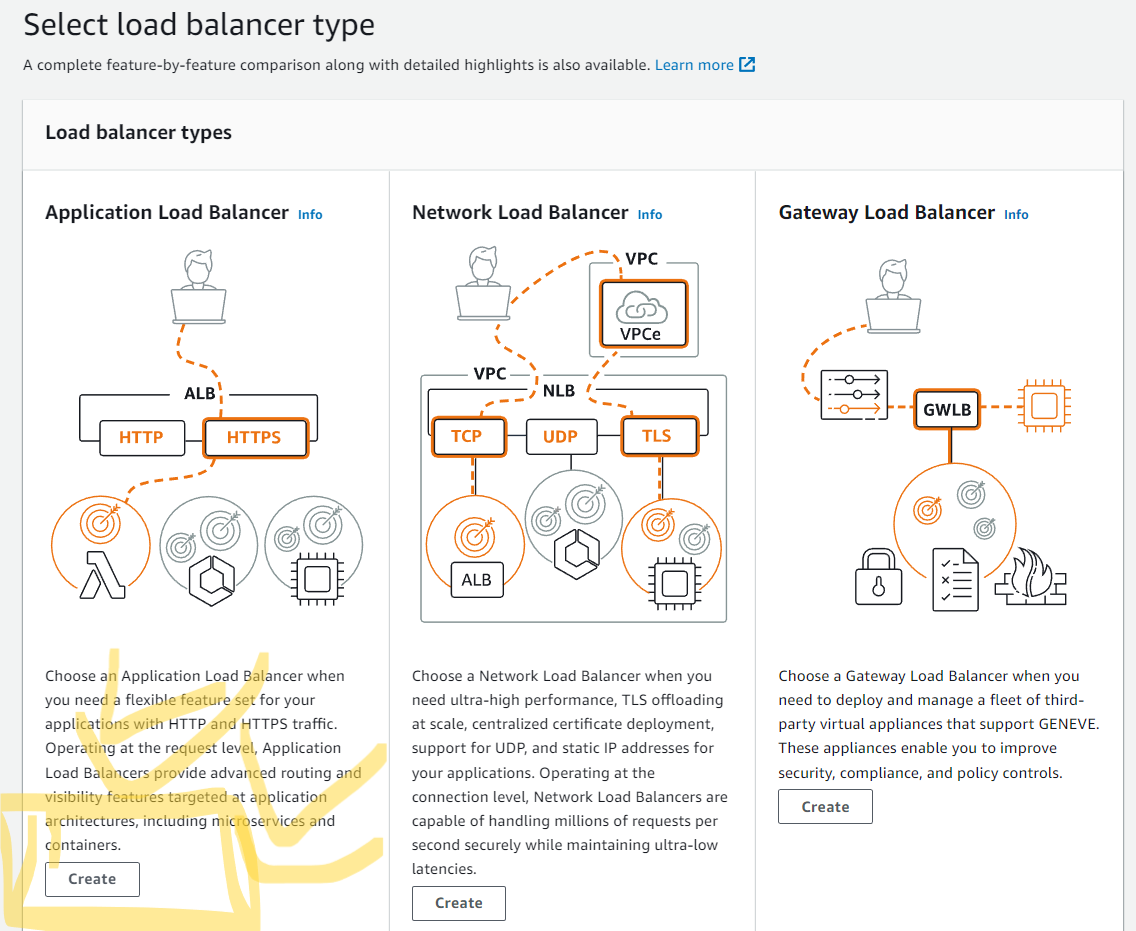 Select load balancer type
A complete feature-by-feature comparison along with detailed highlights is also available. Learn more
Load balancer types
Application Load Balancer Info
ALB
HTTP
HTTPS
Choose an Application Load Balancer when
you need a flexible feature set for your
applications with HTTP and HTTPS traffic.
Operating at the request level, Application
Load Balancers provide advanced routing and
visibility features targeted at application
architectures, including microservices and
containers.
Create
Network Load Balancer Info
VPC
VPCe
VPC
NLB
TCP
UDP
TLS
ALB
Choose a Network Load Balancer when you
need ultra-high performance, TLS offloading
at scale, centralized certificate deployment,
support for UDP, and static IP addresses for
your applications. Operating at the
connection level, Network Load Balancers are
capable of handling millions of requests per
second securely while maintaining ultra-low
latencies.
Create
Gateway Load Balancer Info
GWLB
Choose a Gateway Load Balancer when you
need to deploy and manage a fleet of third-
party virtual appliances that support GENEVE.
These appliances enable you to improve
security, compliance, and policy controls.
Create